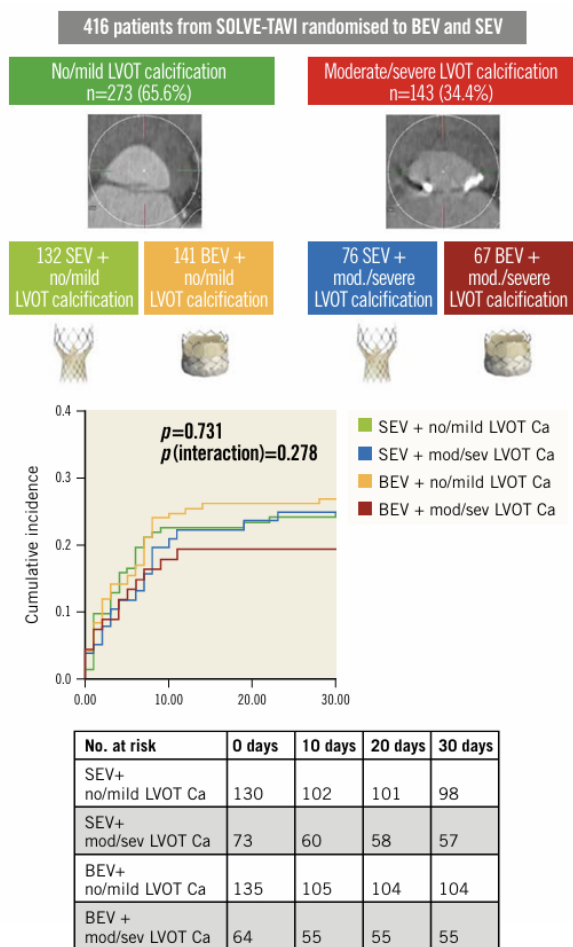 416 patients from SOLVE-TAVI randomised to BEV and SEV
No/mild LVOT calcification
n=273 (65.6%)
Moderate/severe LVOT calcification
n=143 (34.4%)
132 SEV +
no/mild
LVOT calcification
141 BEV +
no/mild
LVOT calcification
76 SEV +
mod./severe
LVOT calcification
67 BEV +
mod./severe
LVOT calcification
0.4
0.3
0.2
0.1
0.0
Cumulative incidence
p=0.731
p(interaction)=0.278
0.00 10.00 20.00 30.00
SEV + no/mild LVOT Ca
SEV + mod/sev LVOT Ca
BEV + no/mild LVOT Ca
BEV + mod/sev LVOT Ca
No. at risk 0 days 10 days 20 days 30 days
SEV+
no/mild LVOT Ca 130 102 101 98
SEV+
mod/sev LVOT Ca 73 60 58 57
BEV+
no/mild LVOT Ca 135 105 104 104
BEV +
mod/sev LVOT Ca 64 55 55 55